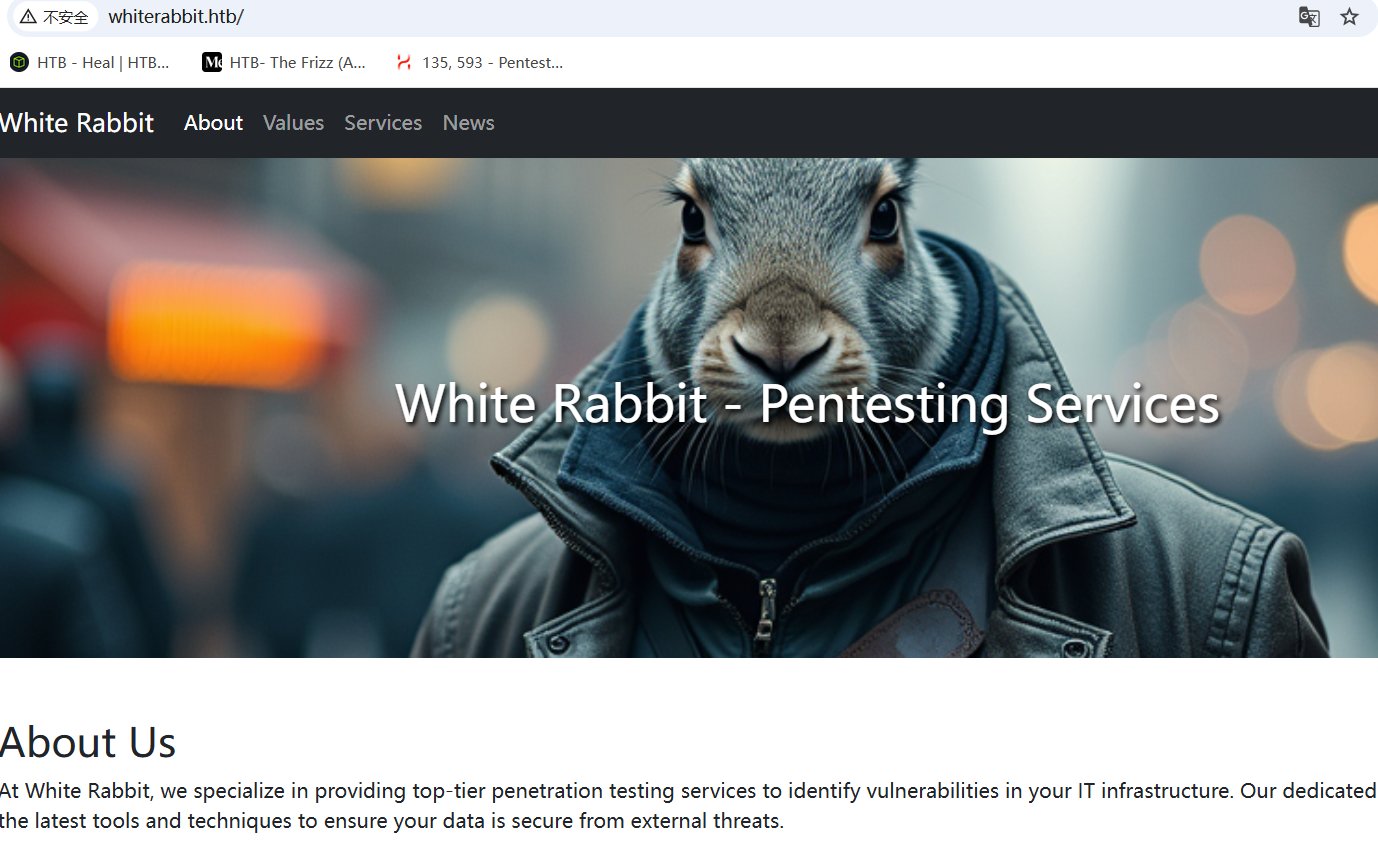 不安全 whiterabbit.htb/
HTB - Heal | HTB... HTB- The Frizz (A... 135, 593 - Pentest...
White Rabbit About Values Services News
White Rabbit - Pentesting Services
About Us
At White Rabbit, we specialize in providing top-tier penetration testing services to identify vulnerabilities in your IT infrastructure. Our dedicated
the latest tools and techniques to ensure your data is secure from external threats.